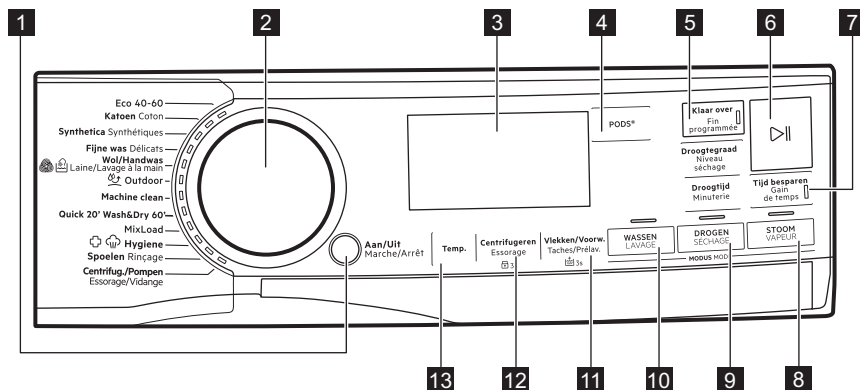 1
2
3
4
5
6
7
Eco 40-60
Katoen Coton
Synthetica Synthétiques
Fijne was Délicats
Wol/Handwas
Laine/Lavage à la main
Outdoor
Machine clean
Quick 20' Wash&Dry 60'
MixLoad
Hygiene
Spoelen Rinçage
Centrifug./Pompen
Essorage/Vidange
Aan/Uit
Marche/Arrêt
Temp.
Centrifugeren
Essorage
3
Vlekken/Voorw.
Taches/Prélav.
3s
PODS®
Klaar over
Fin
programmée
Droogtegraad
Niveau
séchage
Droogtijd
Minuterie
Tijd besparen
Gain
de temps
WASSEN
LAVAGE
DROGEN
SÉCHAGE
STOOM
VAPEUR
MODUS MOD
13
12
11
10
9
8